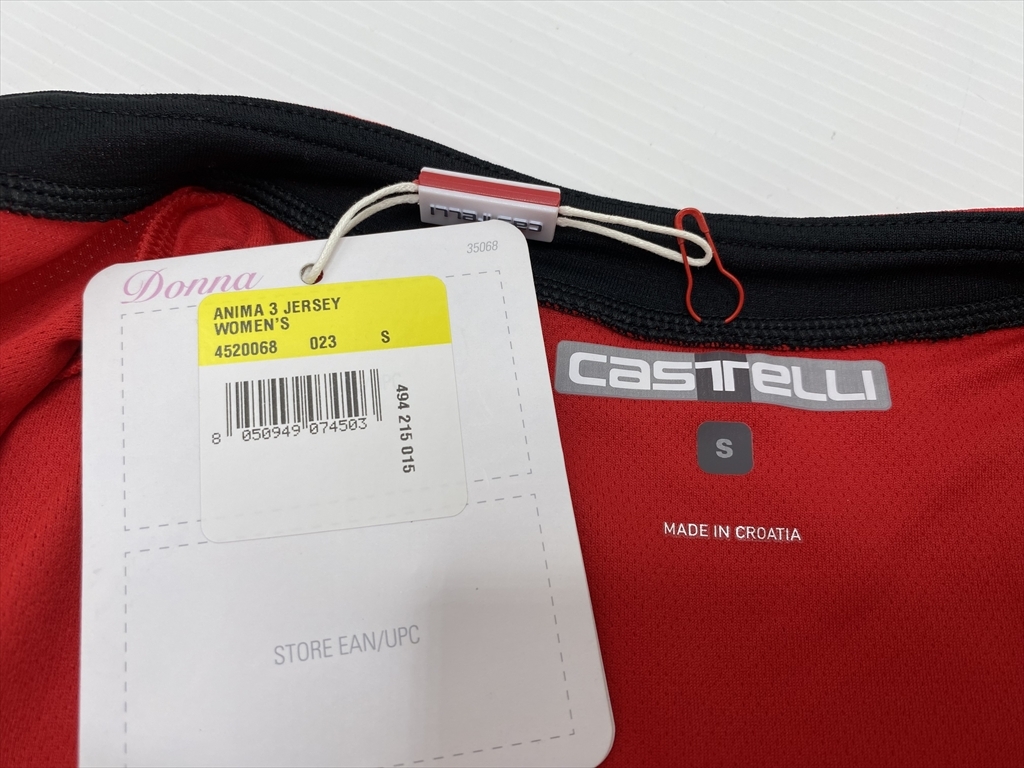 35068
Donna
ANIMA 3 JERSEY
WOMEN'S
4520068 023 S
8 050949 074503
494 215 015
STORE EAN/UPC
castelli
castelli
S
MADE IN CROATIA